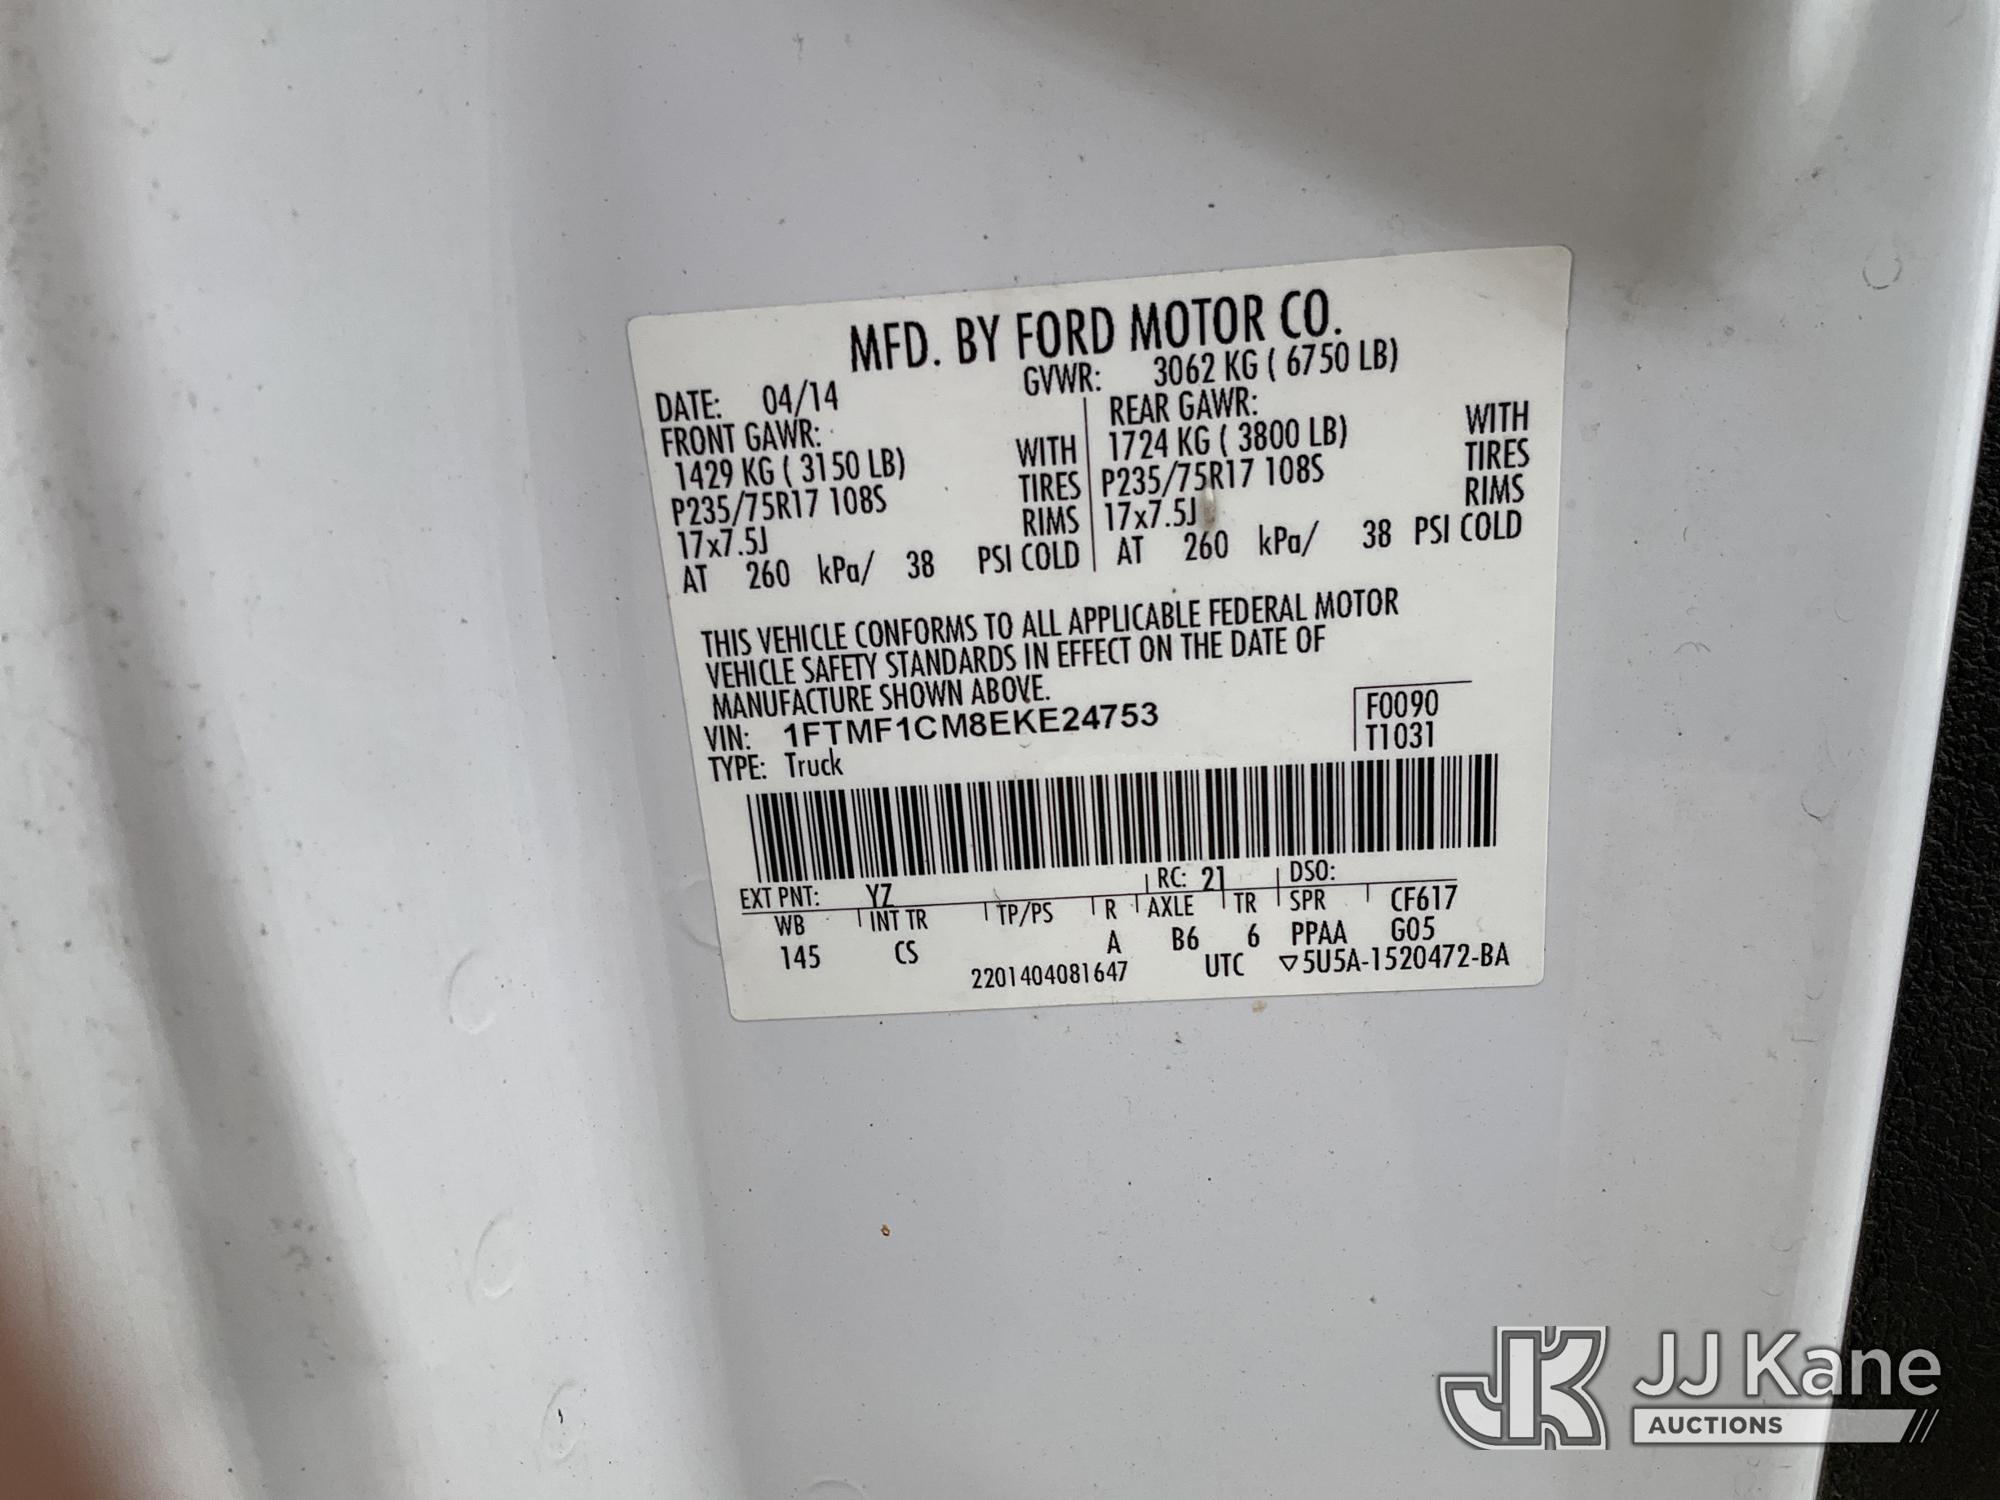 MFD. BY FORD MOTOR CO.
DATE: 04/14 GVWR: 3062 KG ( 6750 LB)
FRONT GAWR: REAR GAWR:
1429 KG ( 3150 LB) WITH 1724 KG ( 3800 LB) WITH
P235/75R17 108S TIRES P235/75R17 108S TIRES
17x7.5J RIMS 17x7.5J RIMS
AT 260 kPa/ 38 PSI COLD AT 260 kPa/ 38 PSI COLD
THIS VEHICLE CONFORMS TO ALL APPLICABLE FEDERAL MOTOR
VEHICLE SAFETY STANDARDS IN EFFECT ON THE DATE OF
MANUFACTURE SHOWN ABOVE.
VIN: 1FTMF1CM8EKE24753 F0090
TYPE: Truck T1031
EXT PNT: YZ RC: 21 DSO:
WB INT TR TP/PS R AXLE TR SPR CF617
145 CS A B6 6 PPAA G05
2201404081647 UTC ▽5U5A-1520472-BA
JK JJ Kane
AUCTIONS